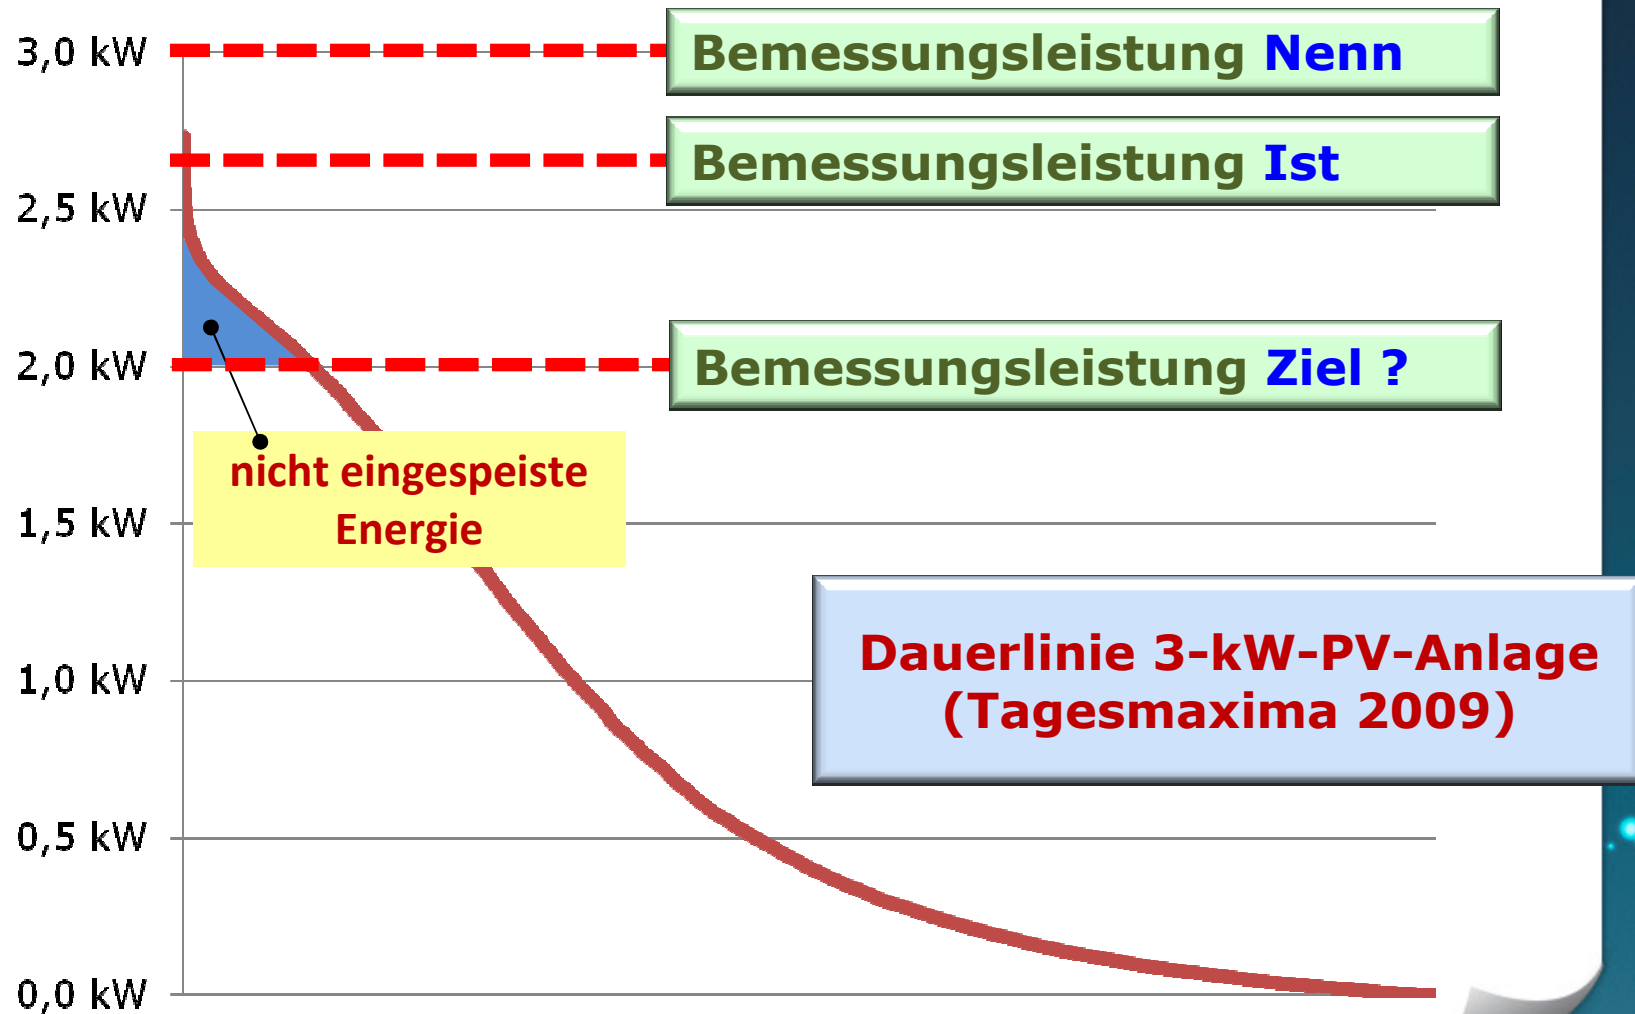 3,0 kW
Bemessungsleistung Nenn
Bemessungsleistung Ist
2,5 kW
2,0 kW
Bemessungsleistung Ziel ?
nicht eingespeiste
Energie
1,5 kW
Dauerlinie 3-kW-PV-Anlage
(Tagesmaxima 2009)
1,0 kW
0,5 kW
0,0 kW